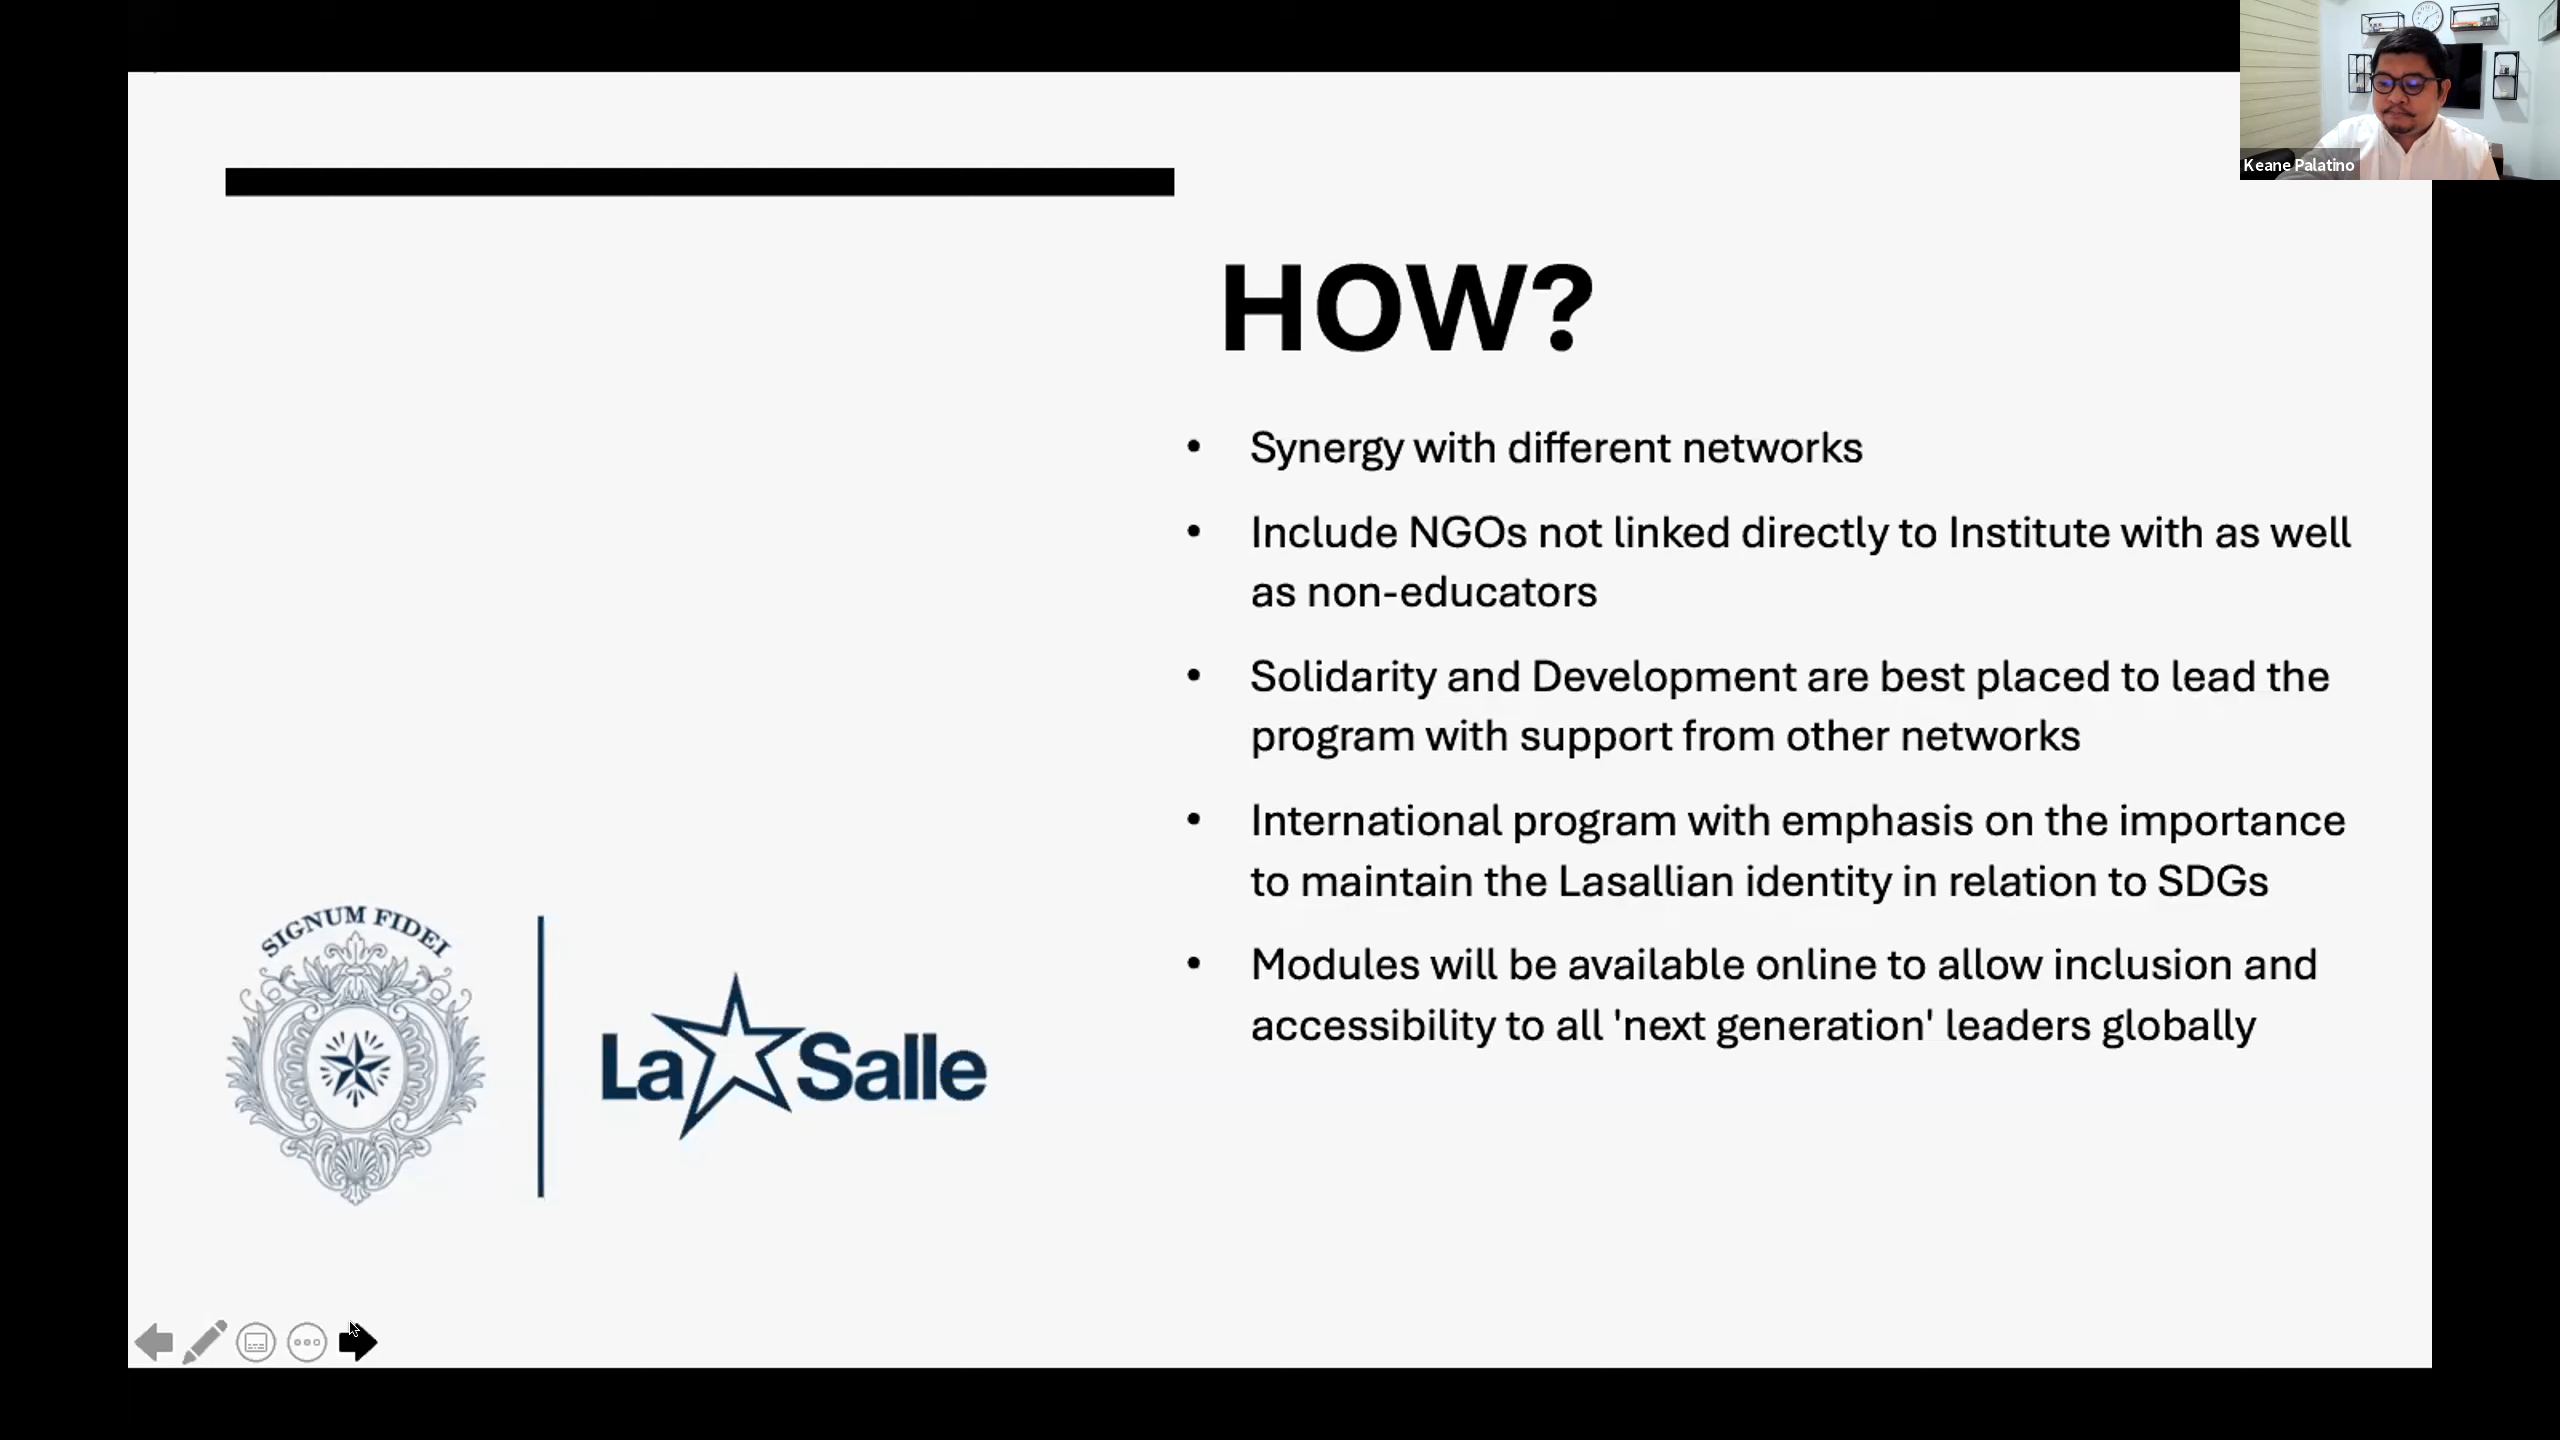 Keane Palatino
HOW?
• Synergy with different networks
• Include NGOs not linked directly to Institute with as well
as non-educators
• Solidarity and Development are best placed to lead the
program with support from other networks
• International program with emphasis on the importance
to maintain the Lasallian identity in relation to SDGs
• Modules will be available online to allow inclusion and
accessibility to all 'next generation' leaders globally
SIGNUM FIDEI
La Salle